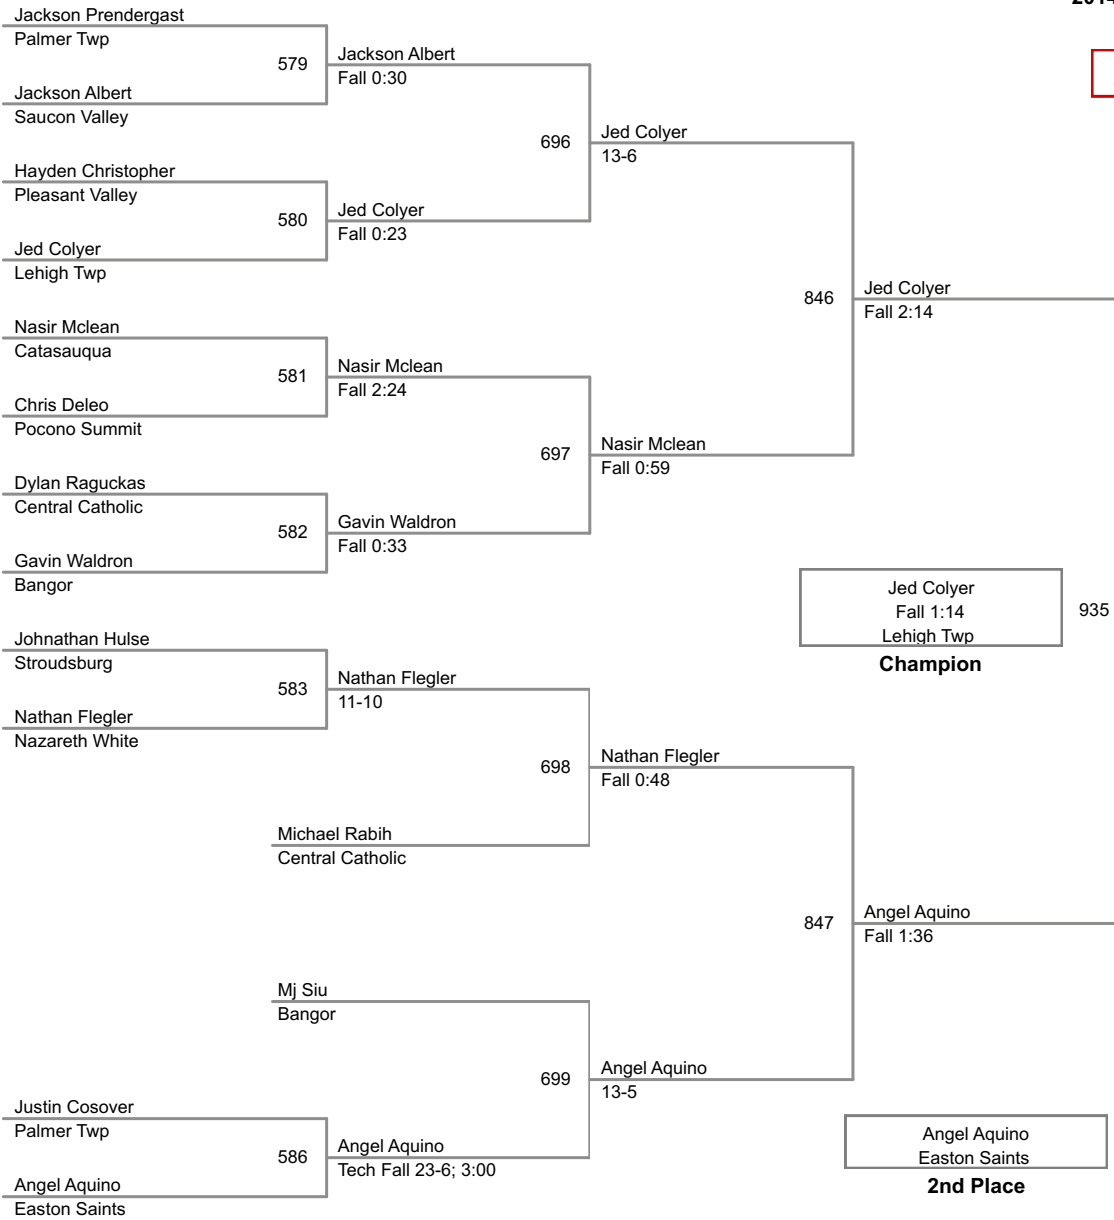 2014
Jackson Prendergast
Palmer Twp
579
Jackson Albert
Fall 0:30
Jackson Albert
Saucon Valley
696
Jed Colyer
13-6
Hayden Christopher
Pleasant Valley
580
Jed Colyer
Fall 0:23
Jed Colyer
Lehigh Twp
846
Jed Colyer
Fall 2:14
Nasir Mclean
Catasauqua
581
Nasir Mclean
Fall 2:24
Chris Deleo
Pocono Summit
697
Nasir Mclean
Fall 0:59
Dylan Raguckas
Central Catholic
582
Gavin Waldron
Fall 0:33
Gavin Waldron
Bangor
Jed Colyer
Fall 1:14
Lehigh Twp
935
Champion
Johnathan Hulse
Stroudsburg
583
Nathan Flegler
11-10
Nathan Flegler
Nazareth White
698
Nathan Flegler
Fall 0:48
Michael Rabih
Central Catholic
847
Angel Aquino
Fall 1:36
Mj Siu
Bangor
699
Angel Aquino
13-5
Justin Cosover
Palmer Twp
586
Angel Aquino
Tech Fall 23-6; 3:00
Angel Aquino
Easton Saints
Angel Aquino
Easton Saints
2nd Place